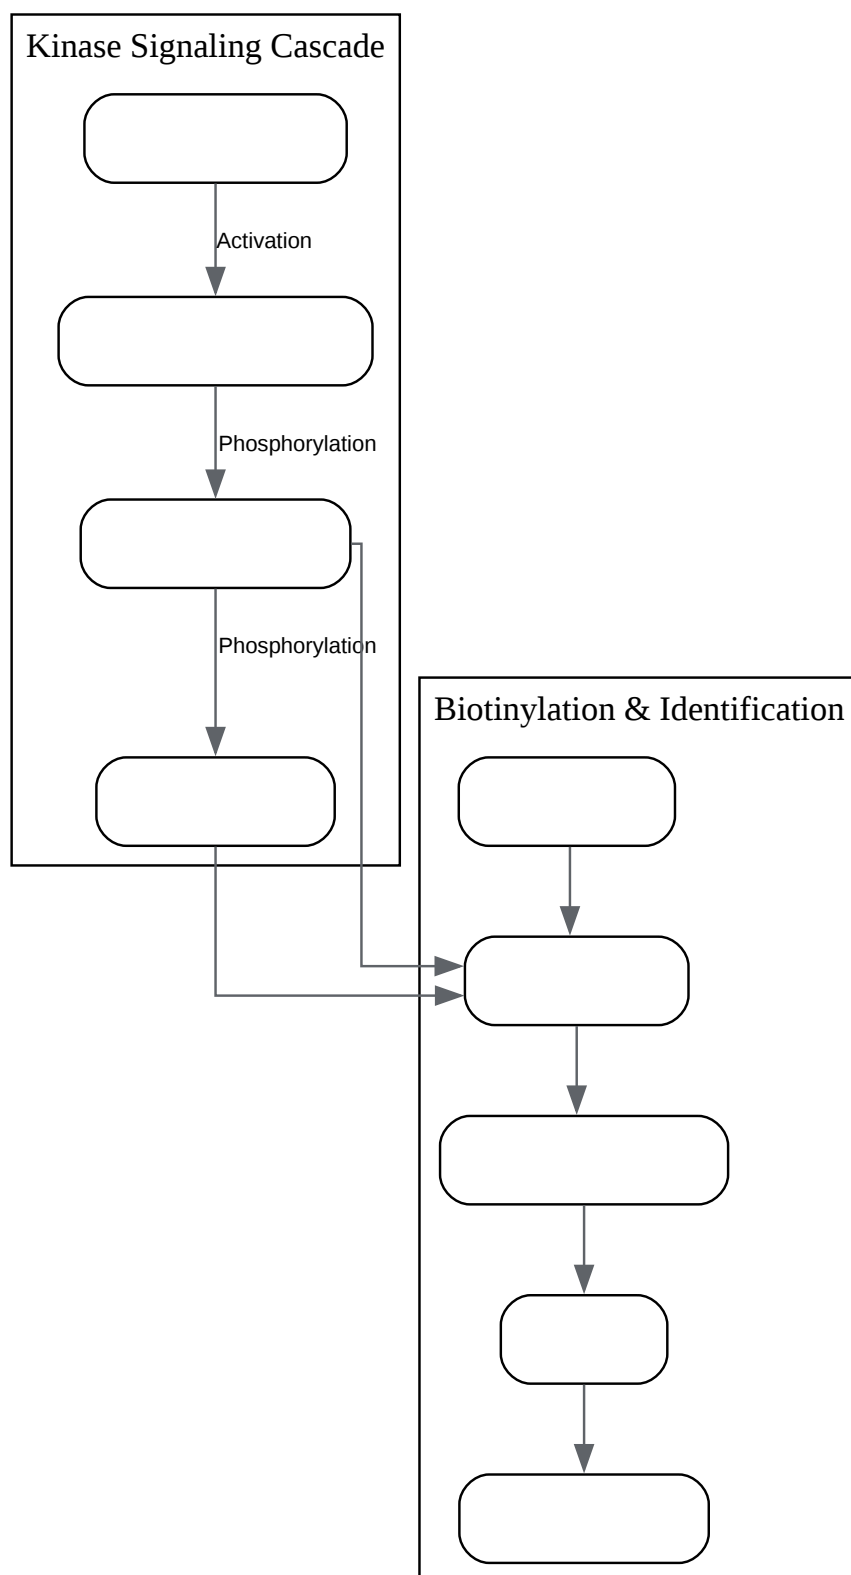 Kinase Signaling Cascade
Activation
Phosphorylation
Phosphorylation
Biotinylation & Identification